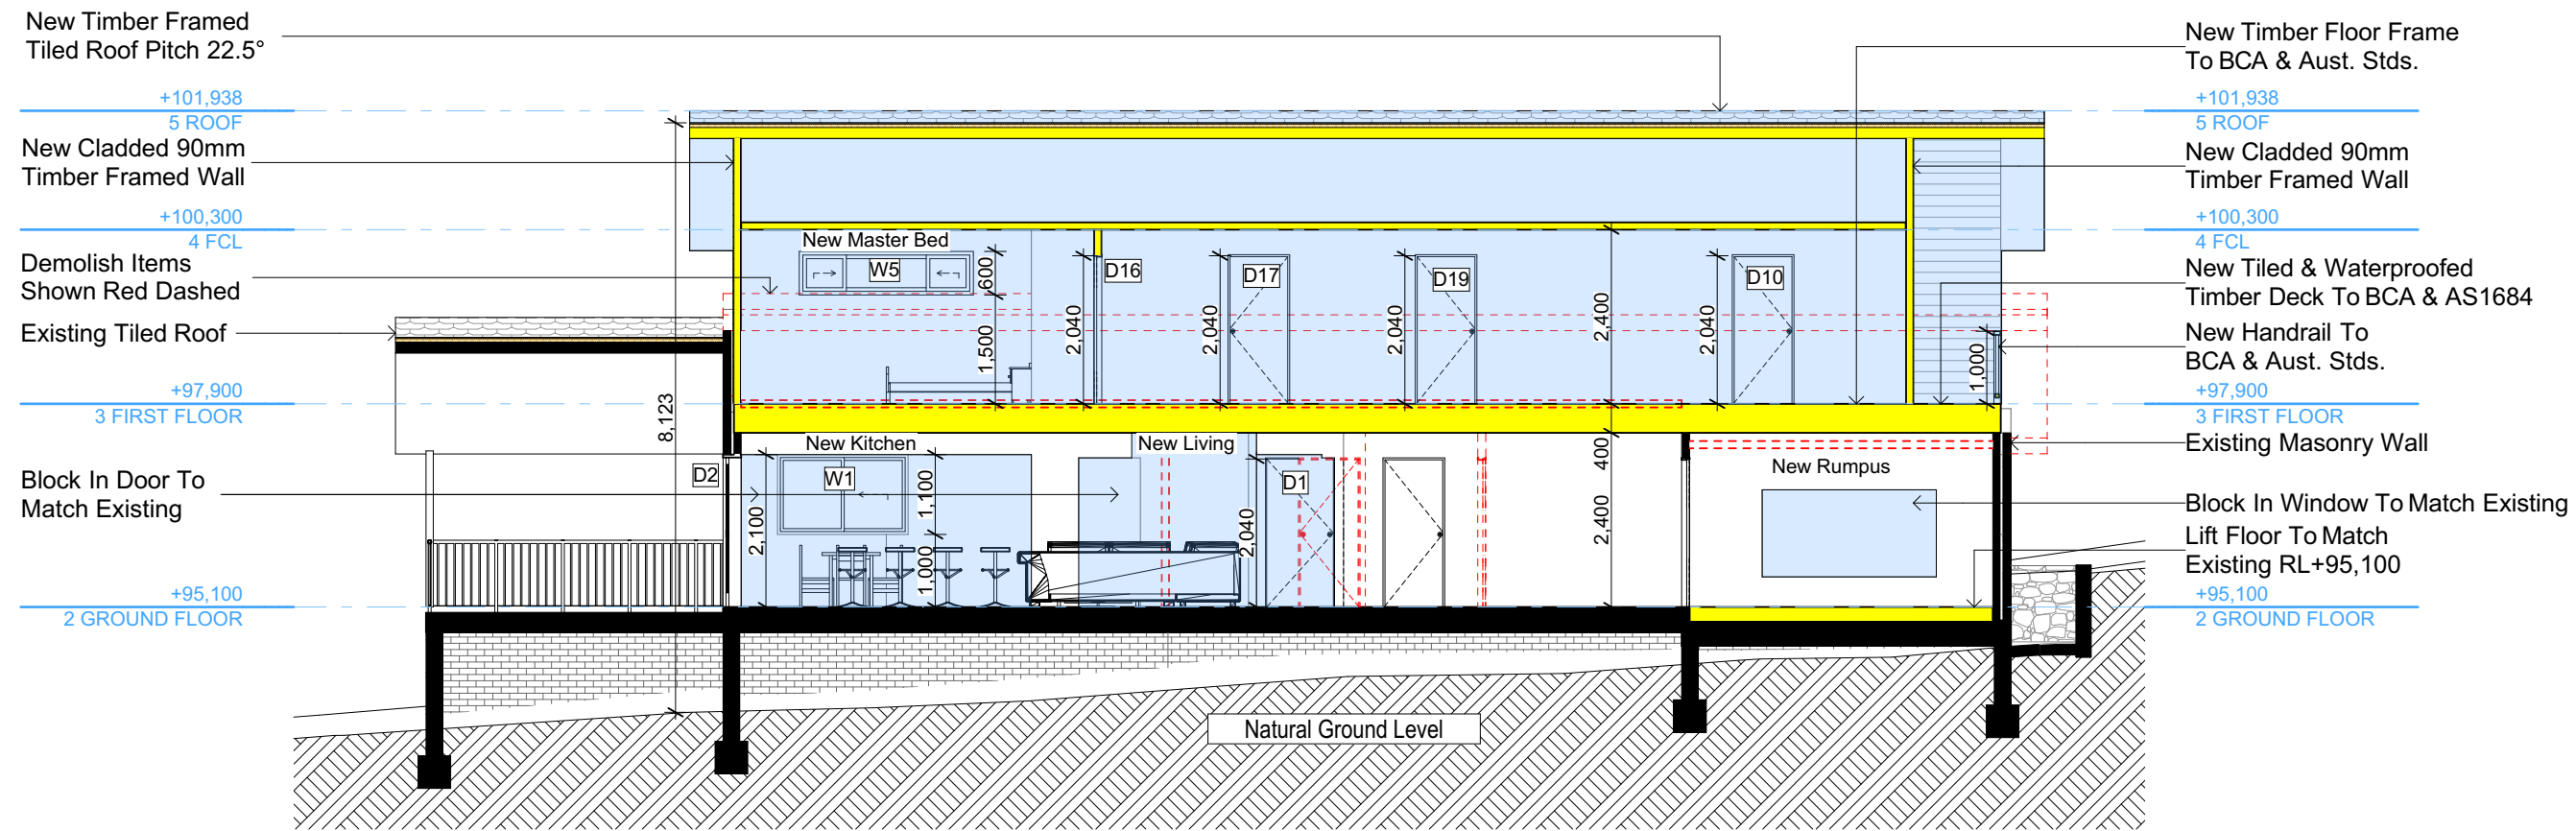 New Timber Framed
Tiled Roof Pitch 22.5°
+101,938
5 ROOF
New Cladded 90mm
Timber Framed Wall
+100,300
4 FCL
Demolish Items
Shown Red Dashed
Existing Tiled Roof
+97,900
3 FIRST FLOOR
Block In Door To
Match Existing
+95,100
2 GROUND FLOOR
8,123
New Master Bed
W5
600
1,500
2,040
D16
2,040
D17
2,040
D19
2,400
2,040
D10
1,000
D2
New Kitchen
W1
2,100
1,100
1,000
New Living
2,040
D1
400
2,400
New Rumpus
Natural Ground Level
New Timber Floor Frame
To BCA & Aust. Stds.
+101,938
5 ROOF
New Cladded 90mm
Timber Framed Wall
+100,300
4 FCL
New Tiled & Waterproofed
Timber Deck To BCA & AS1684
New Handrail To
BCA & Aust. Stds.
+97,900
3 FIRST FLOOR
Existing Masonry Wall
Block In Window To Match Existing
Lift Floor To Match
Existing RL+95,100
+95,100
2 GROUND FLOOR